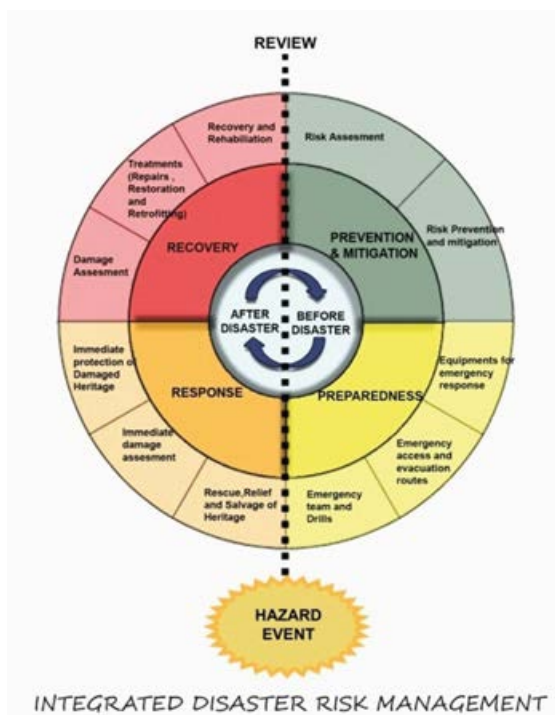 REVIEW
Recovery and
Rehabiliation
Risk Assesment
Treatments
(Repairs ,
Restoration
and
Retrofitting)
Risk Prevention
and mitigation
Damage
Assesment
RECOVERY
PREVENTION
& MITIGATION
AFTER
DISASTER
BEFORE
DISASTER
Immediate
protection of
Damaged
Heritage
Equipments for
emergency
response
RESPONSE
PREPAREDNESS
Immediate
damage
assesment
Emergency
access and
evacuation
routes
Rescue,Relief
and Salvage of
Heritage
Emergency
team and
Drills
HAZARD
EVENT
INTEGRATED DISASTER RISK MANAGEMENT